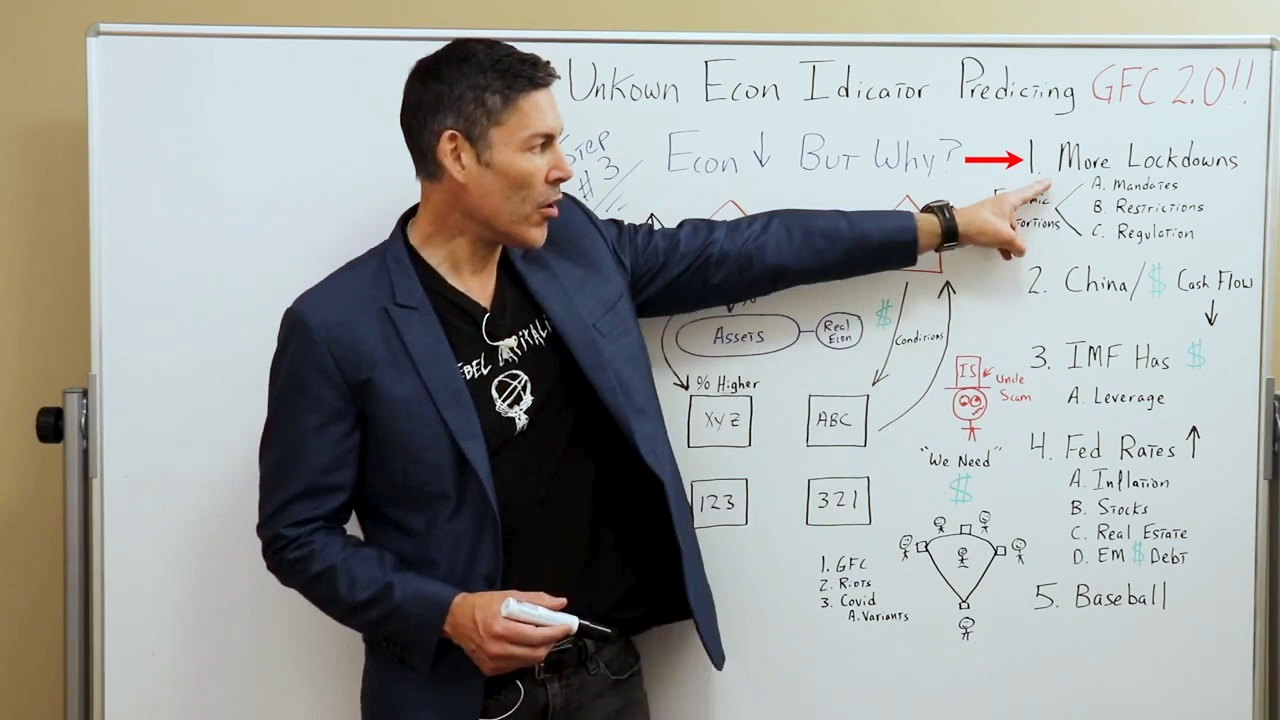 Unkown Econ Idicator Predicting GFC 2.0!!
Step #3
Econ ↓ But Why?
1. More Lockdowns
A. Mandates
B. Restrictions
C. Regulation
2. China/$ Cash Flow ↓
3. IMF Has $
A. Leverage
4. Fed Rates ↑
A. Inflation
B. Stocks
C. Real Estate
D. EM $ Debt
5. Baseball
%
Assets
Real Econ
$
Conditions
% Higher
XYZ
ABC
123
321
IS
Uncle Scam
"We Need"
$
1. GFC
2. Riots
3. Covid
A. Variants